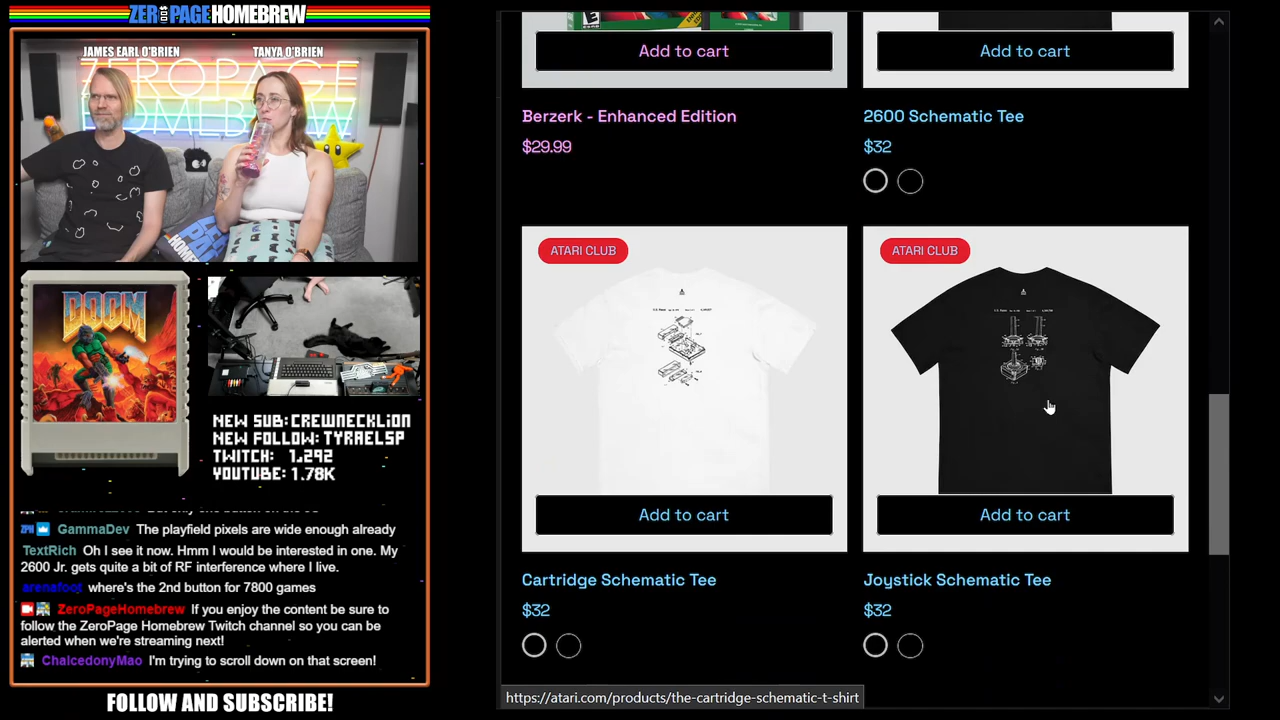 ZEROPAGE HOMEBREW
JAMES EARL O'BRIEN
TANYA O'BRIEN
ZEROPAGE
HOMEBREW
DOOM
NEW SUB: CREWNECKLION
NEW FOLLOW: TYRAELSP
TWITCH: 1,292
YOUTUBE: 1.78K
GammaDev The playfield pixels are wide enough already
TextRich Oh I see it now. Hmm I would be interested in one. My
2600 Jr. gets quite a bit of RF interference where I live.
arenafoot where's the 2nd button for 7800 games
ZeroPageHomebrew If you enjoy the content be sure to
follow the ZeroPage Homebrew Twitch channel so you can be
alerted when we're streaming next!
ChalcedonyMao I'm trying to scroll down on that screen!
FOLLOW AND SUBSCRIBE!
Add to cart
Add to cart
Berzerk - Enhanced Edition
$29.99
2600 Schematic Tee
$32
ATARI CLUB
ATARI CLUB
Add to cart
Add to cart
Cartridge Schematic Tee
$32
Joystick Schematic Tee
$32
https://atari.com/products/the-cartridge-schematic-t-shirt